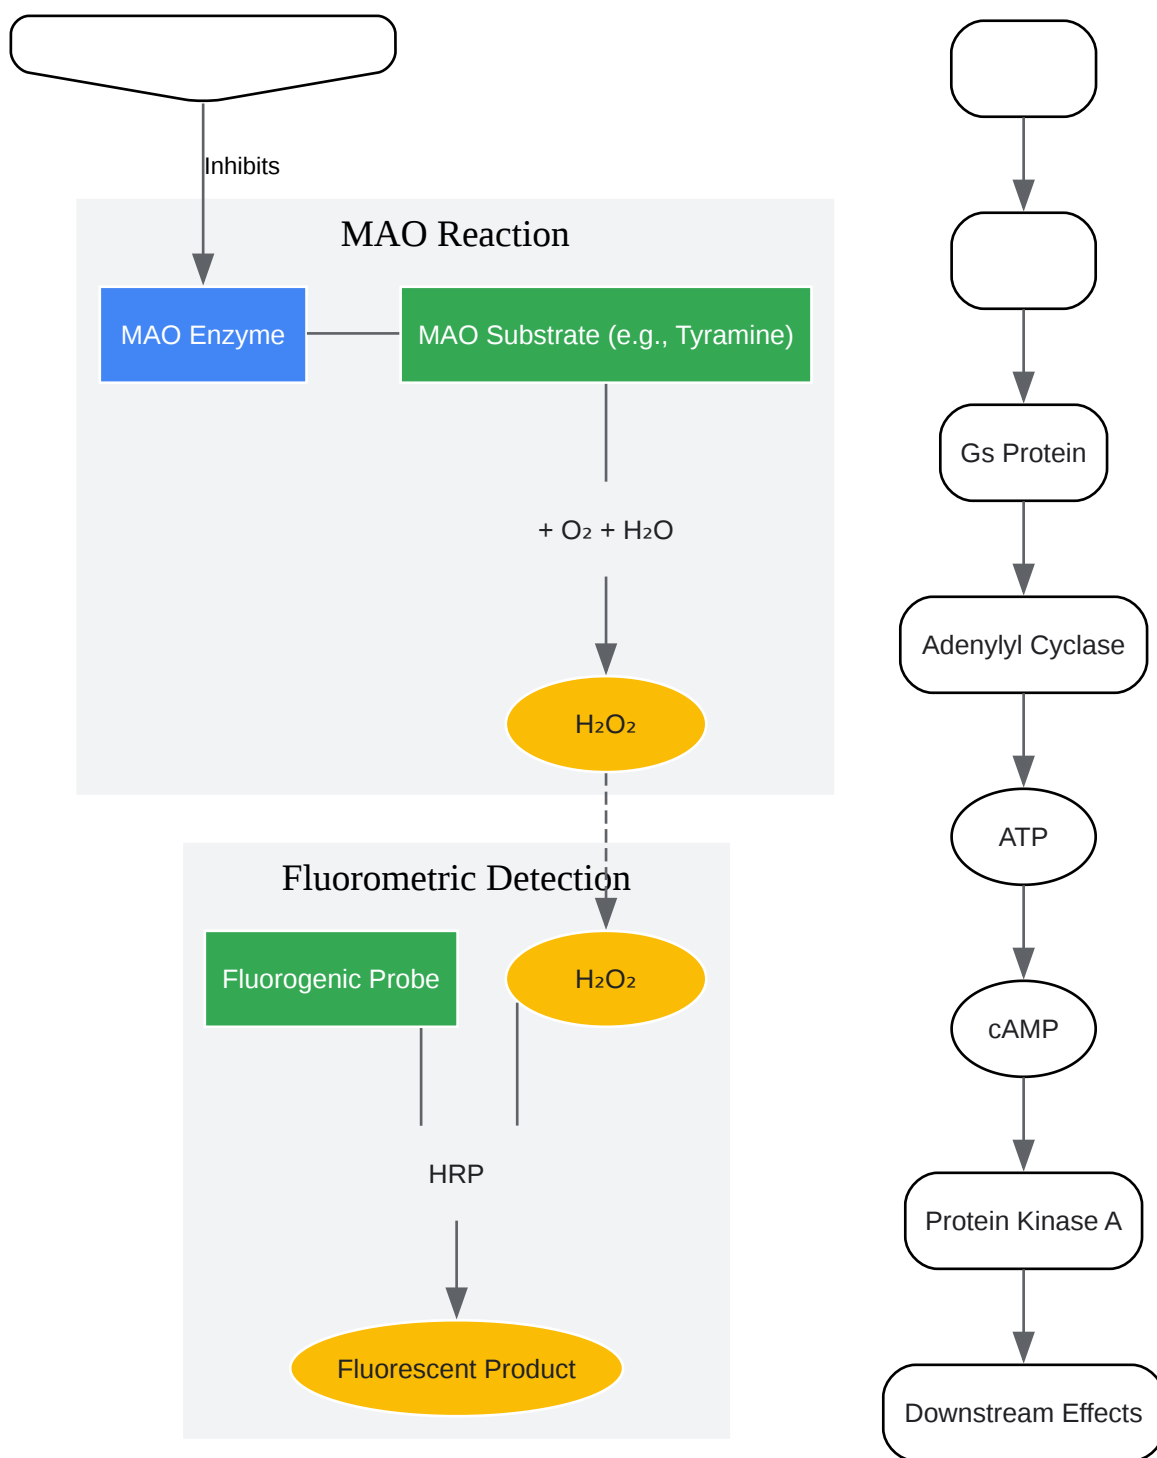 Inhibits
MAO Reaction
MAO Enzyme
MAO Substrate (e.g., Tyramine)
+ O₂ + H₂O
H₂O₂
Fluorometric Detection
Fluorogenic Probe
H₂O₂
HRP
Fluorescent Product
Gs Protein
Adenylyl Cyclase
ATP
cAMP
Protein Kinase A
Downstream Effects